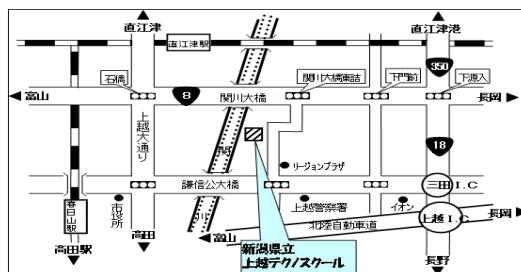 直江津
直江津港
直江津駅
350
石橋
関川大橋東詰
下門前
下源入
富山
8
関川大橋
長岡
上越大通り
関
18
リージョンプラザ
謙信公大橋
三田I.C
春日山駅
市役所
川
上越警察署
イオン
上越I.C
長岡
北陸自動車道
高田駅
高田
富山
新潟県立
上越テクノスクール
長野